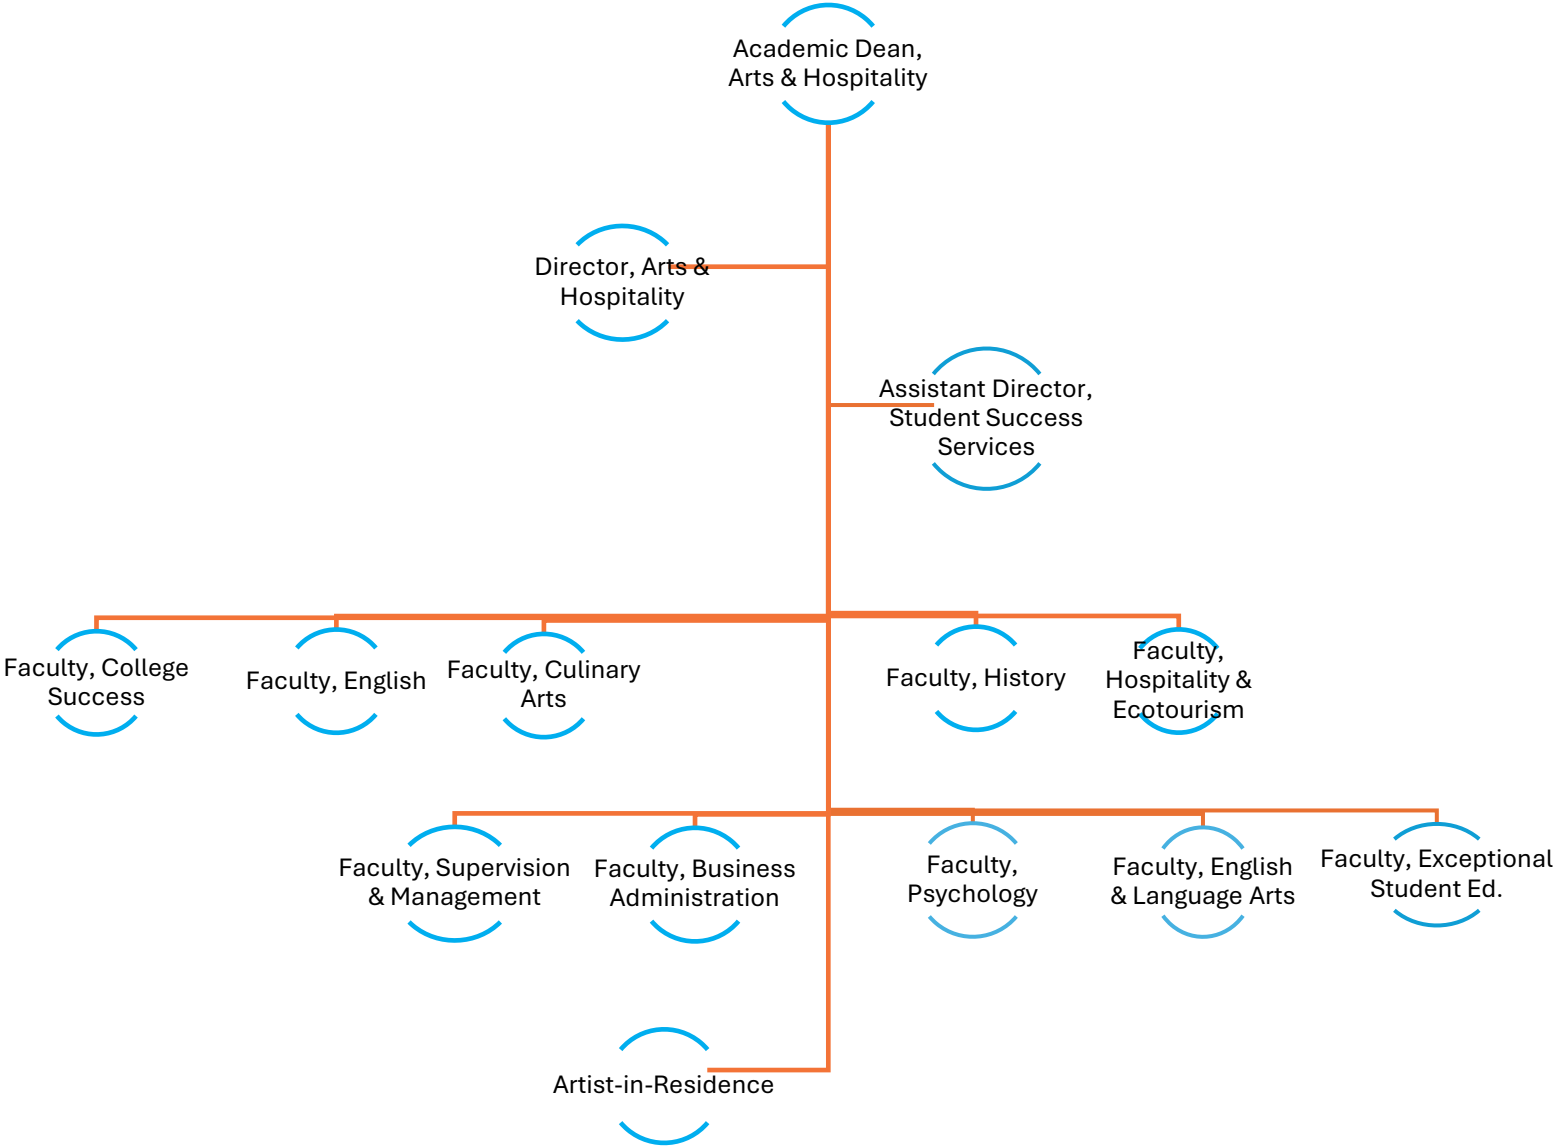 Academic Dean,
Arts & Hospitality
Director, Arts &
Hospitality
Assistant Director,
Student Success
Services
Faculty, College
Success
Faculty, English
Faculty, Culinary
Arts
Faculty, History
Faculty,
Hospitality &
Ecotourism
Faculty, Supervision
& Management
Faculty, Business
Administration
Faculty,
Psychology
Faculty, English
& Language Arts
Faculty, Exceptional
Student Ed.
Artist-in-Residence